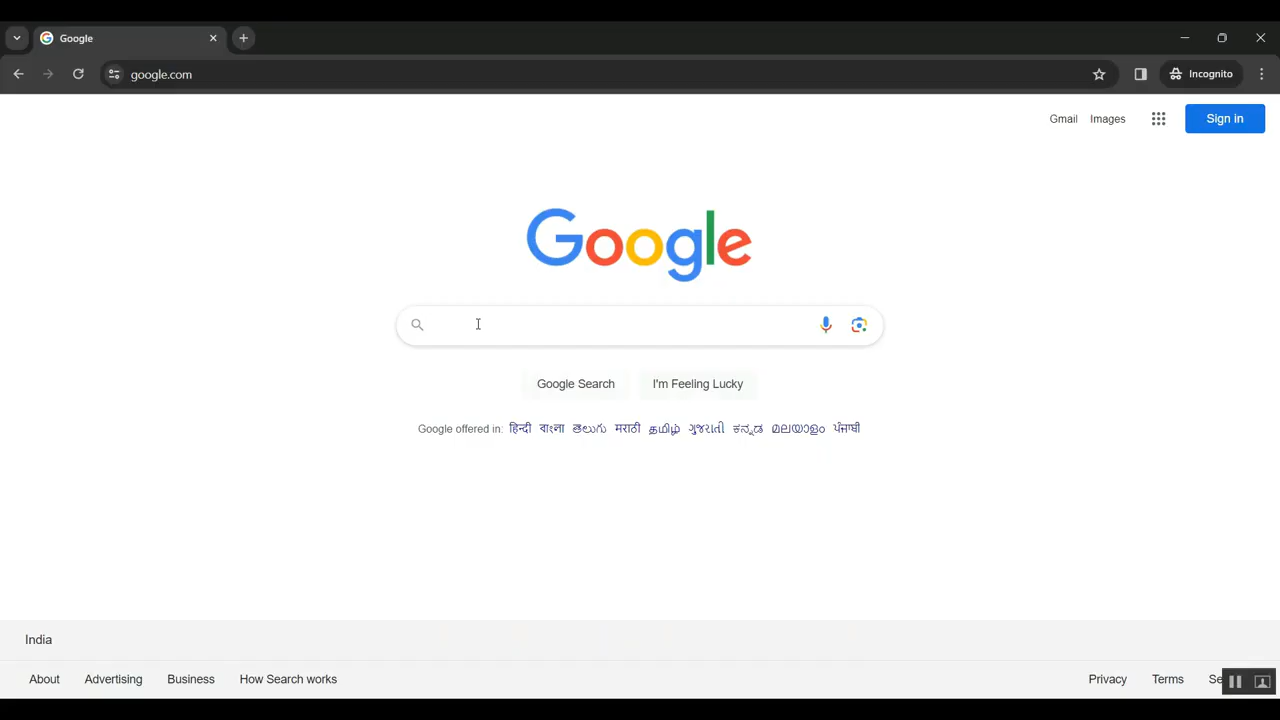 Google
google.com
Incognito
Gmail Images Sign in
Google
Google Search I'm Feeling Lucky
Google offered in: हिन्दी বাংলা తెలుగు मराठी தமிழ் ગુજરાતી ಕನ್ನಡ മലയാളം ਪੰਜਾਬੀ
India
About Advertising Business How Search works Privacy Terms